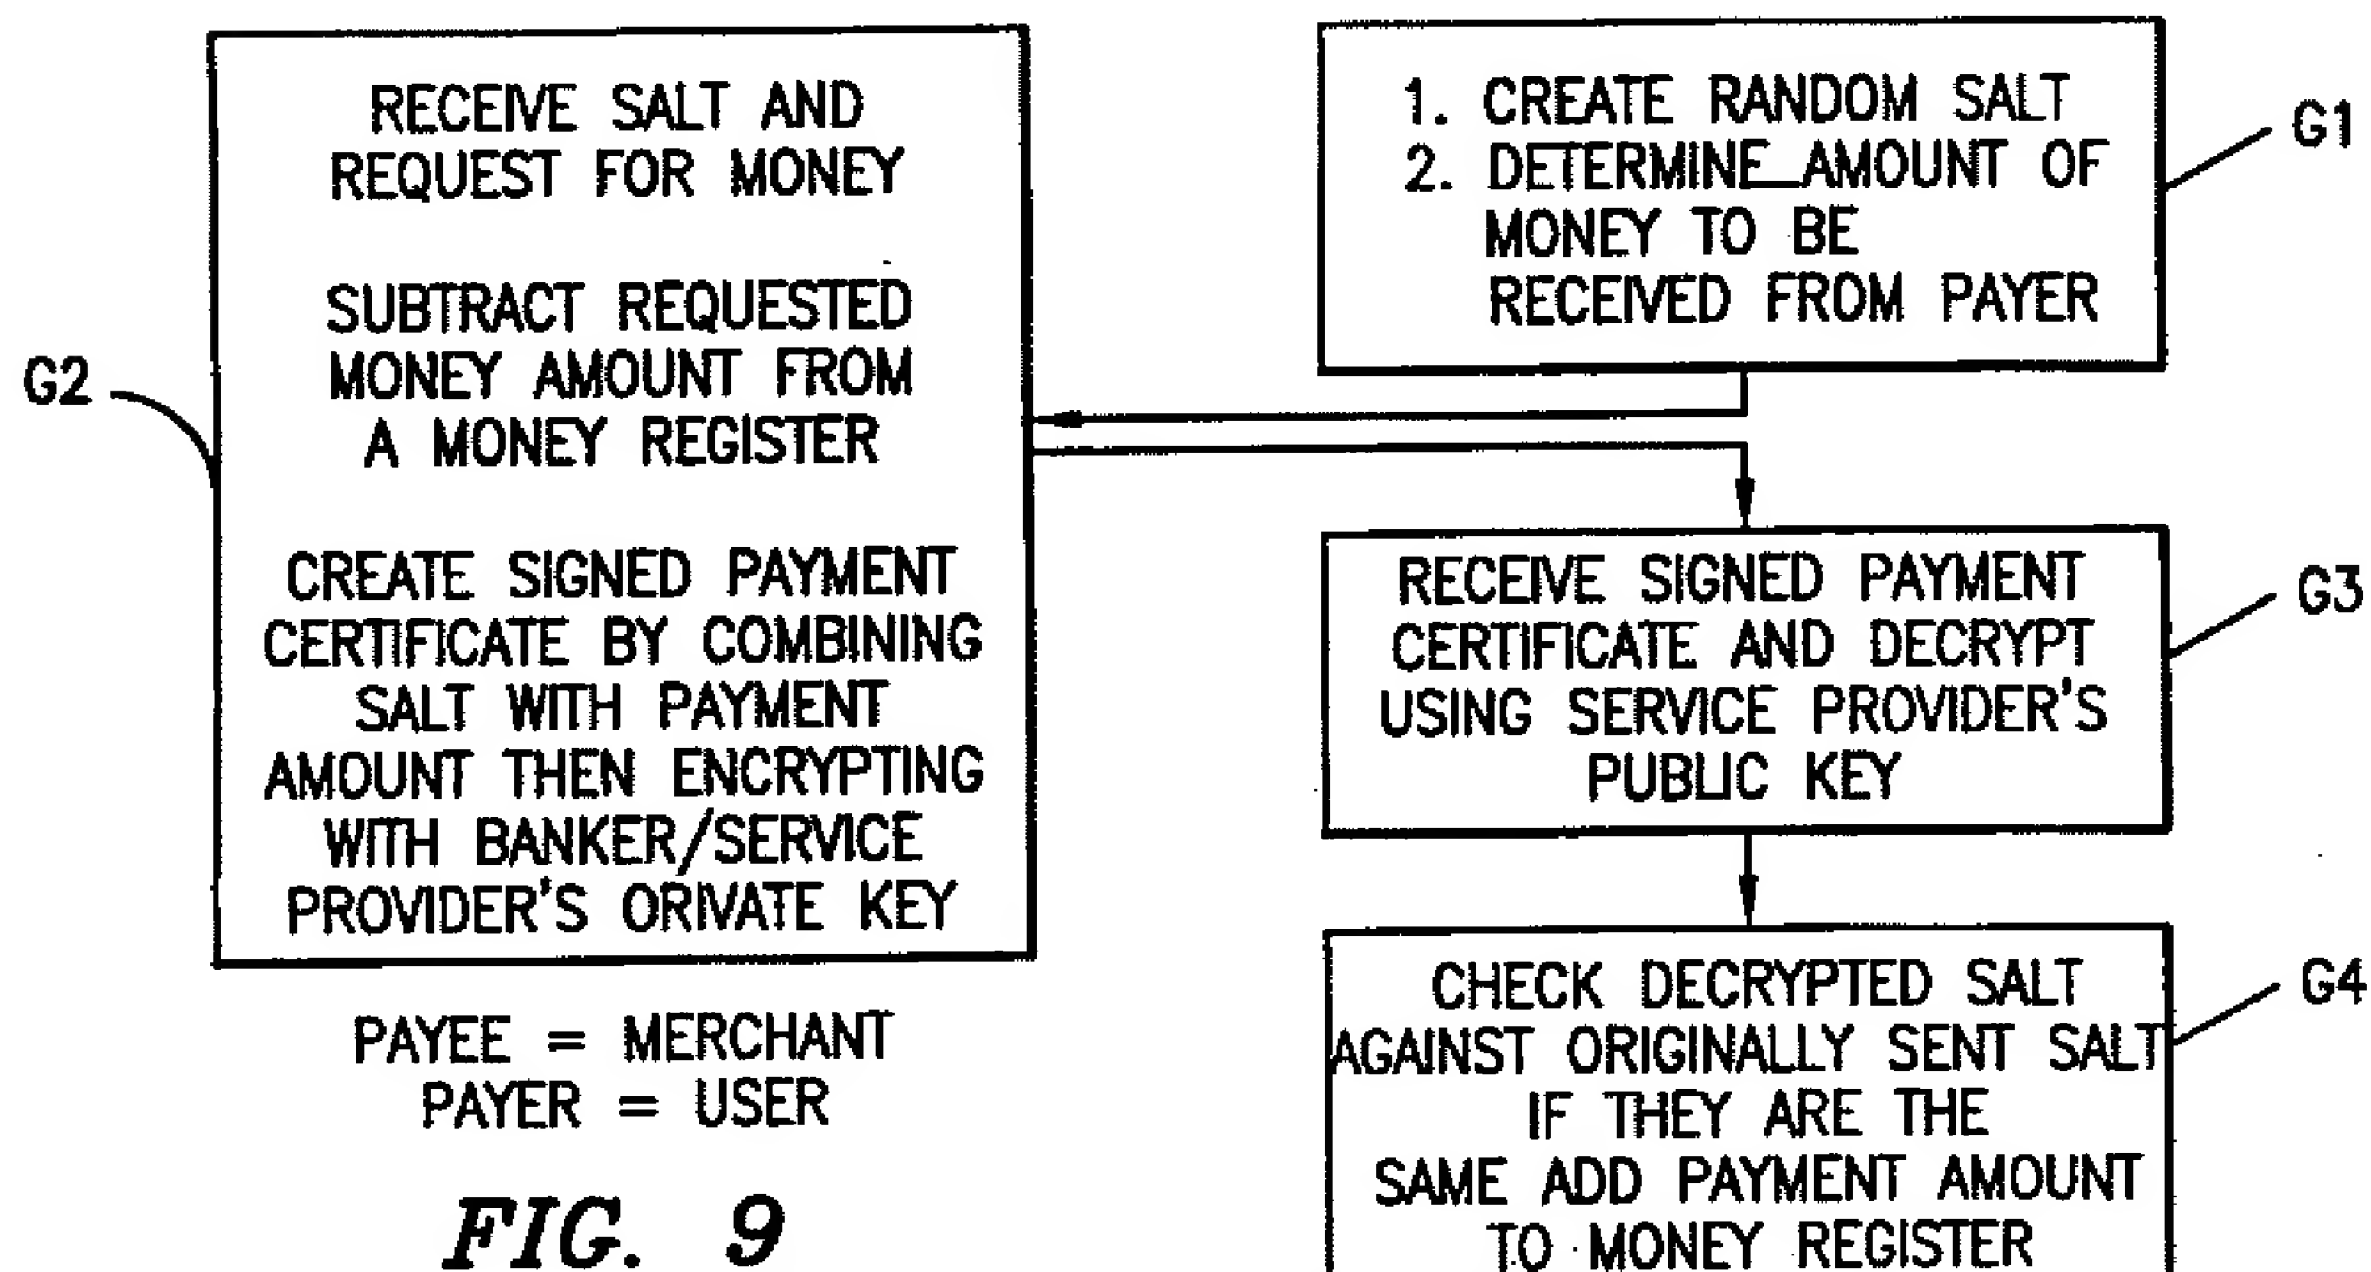 RECEIVE SALT AND
REQUEST FOR MONEY
SUBTRACT REQUESTED
MONEY AMOUNT FROM
A MONEY REGISTER
CREATE SIGNED PAYMENT
CERTIFICATE BY COMBINING
SALT WITH PAYMENT
AMOUNT THEN ENCRYPTING
WITH BANKER/SERVICE
PROVIDER'S ORIVATE KEY
G2
PAYEE = MERCHANT
PAYER = USER
FIG. 9
1. CREATE RANDOM SALT
2. DETERMINE AMOUNT OF
MONEY TO BE
RECEIVED FROM PAYER
G1
RECEIVE SIGNED PAYMENT
CERTIFICATE AND DECRYPT
USING SERVICE PROVIDER'S
PUBLIC KEY
G3
CHECK DECRYPTED SALT
AGAINST ORIGINALLY SENT SALT
IF THEY ARE THE
SAME ADD PAYMENT AMOUNT
TO MONEY REGISTER
G4